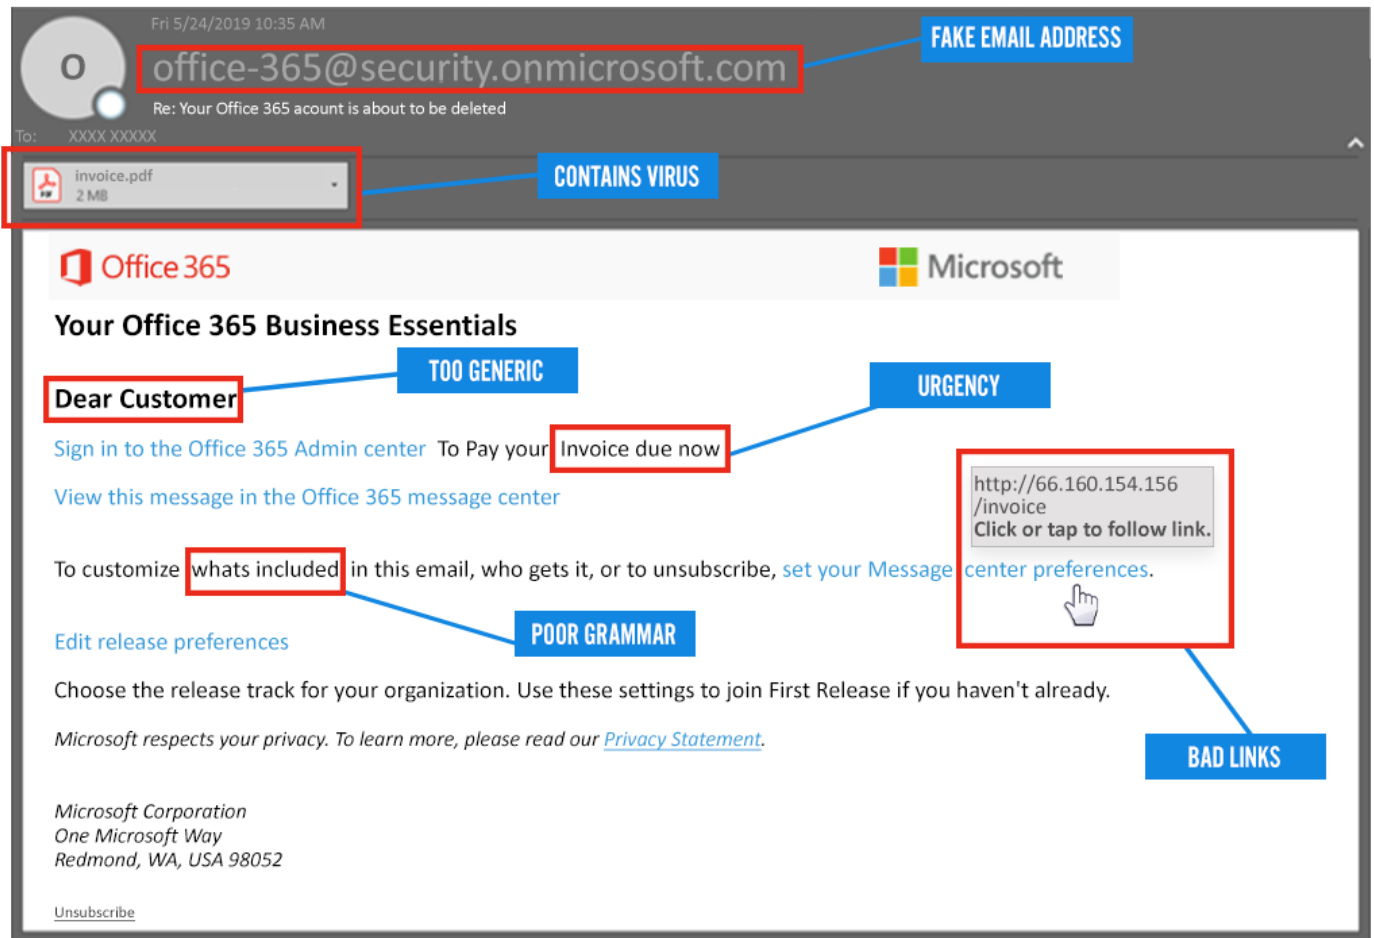 Fri 5/24/2019 10:35 AM
FAKE EMAIL ADDRESS
O
office-365@security.onmicrosoft.com
Re: Your Office 365 acount is about to be deleted
To: XXXX XXXXX
invoice.pdf
2 MB
PDF
CONTAINS VIRUS
Office 365
Microsoft
Your Office 365 Business Essentials
TOO GENERIC
URGENCY
Dear Customer
Sign in to the Office 365 Admin center To Pay your Invoice due now
http://66.160.154.156
/invoice
Click or tap to follow link.
View this message in the Office 365 message center
To customize whats included in this email, who gets it, or to unsubscribe, set your Message center preferences.
POOR GRAMMAR
Edit release preferences
Choose the release track for your organization. Use these settings to join First Release if you haven't already.
Microsoft respects your privacy. To learn more, please read our Privacy Statement.
BAD LINKS
Microsoft Corporation
One Microsoft Way
Redmond, WA, USA 98052
Unsubscribe